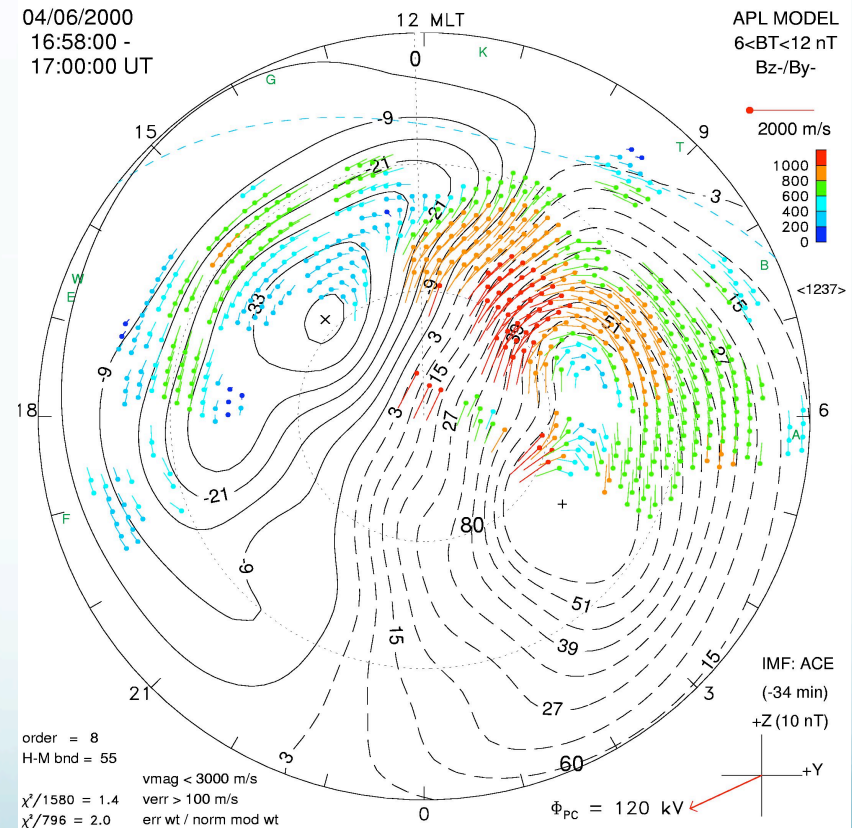 04/06/2000
16:58:00 -
17:00:00 UT
12 MLT
0
APL MODEL
6<BT<12 nT
Bz-/By-
2000 m/s
1000
800
600
400
200
0
K
G
15
9
T
-9
-21
-3
-21
B
W
E
<1237>
15
-33
-9
39
51
27
3
15
-9
18
3
27
6
A
-21
F
80
-9
51
15
39
15
21
3
27
3
60
0
IMF: ACE
(-34 min)
+Z (10 nT)
+Y
Φ_PC = 120 kV
order = 8
H-M bnd = 55
vmag < 3000 m/s
χ²/1580 = 1.4 verr > 100 m/s
χ²/796 = 2.0 err wt / norm mod wt